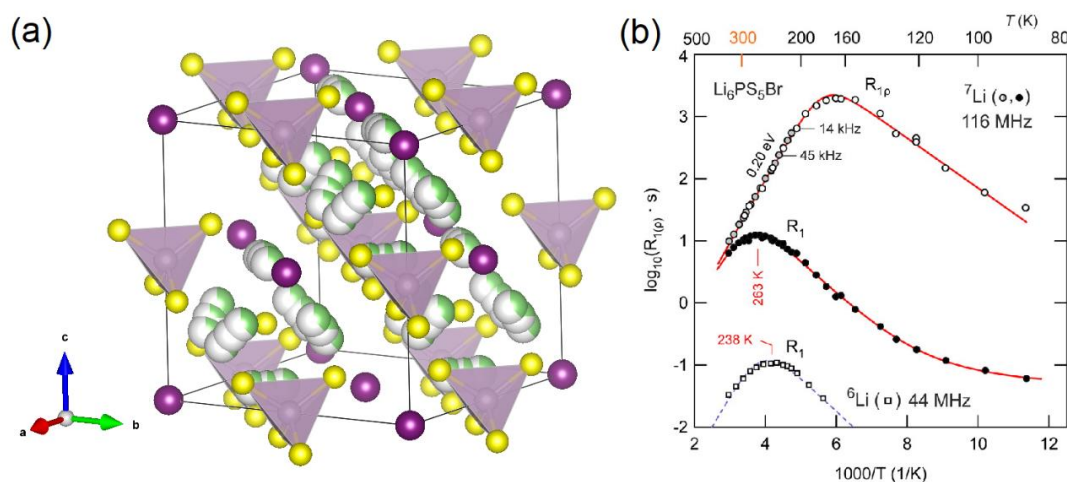 (a)
c
a
b
(b)
T (K)
500 300 200 160 120 100 80
Li₆PS₅Br
R₁ρ
⁷Li (○,●)
116 MHz
14 kHz
45 kHz
0.20 eV
R₁
263 K
238 K
R₁
⁶Li (□) 44 MHz
log₁₀(R₁₍ρ₎ · s)
4
3
2
1
0
-1
-2
2 4 6 8 10 12
1000/T (1/K)